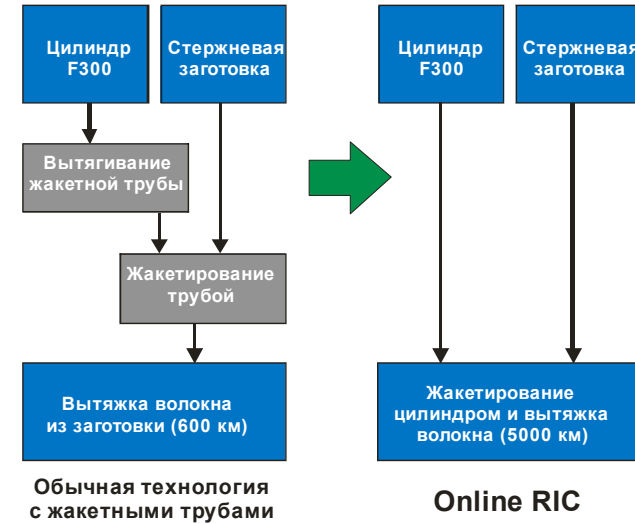 Цилиндр
F300
Стержневая
заготовка
Вытягивание
жакетной трубы
Жакетирование
трубой
Вытяжка волокна
из заготовки (600 км)
Обычная технология
с жакетными трубами
Цилиндр
F300
Стержневая
заготовка
Жакетирование
цилиндром и вытяжка
волокна (5000 км)
Online RIC